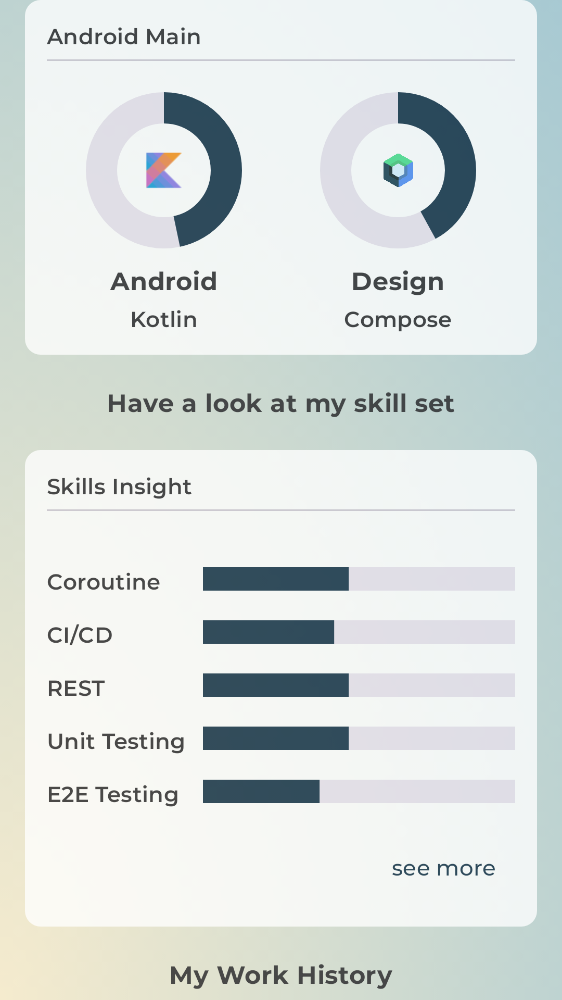 Android Main
Android
Design
Kotlin
Compose
Have a look at my skill set
Skills Insight
Coroutine
CI/CD
REST
Unit Testing
E2E Testing
see more
My Work History